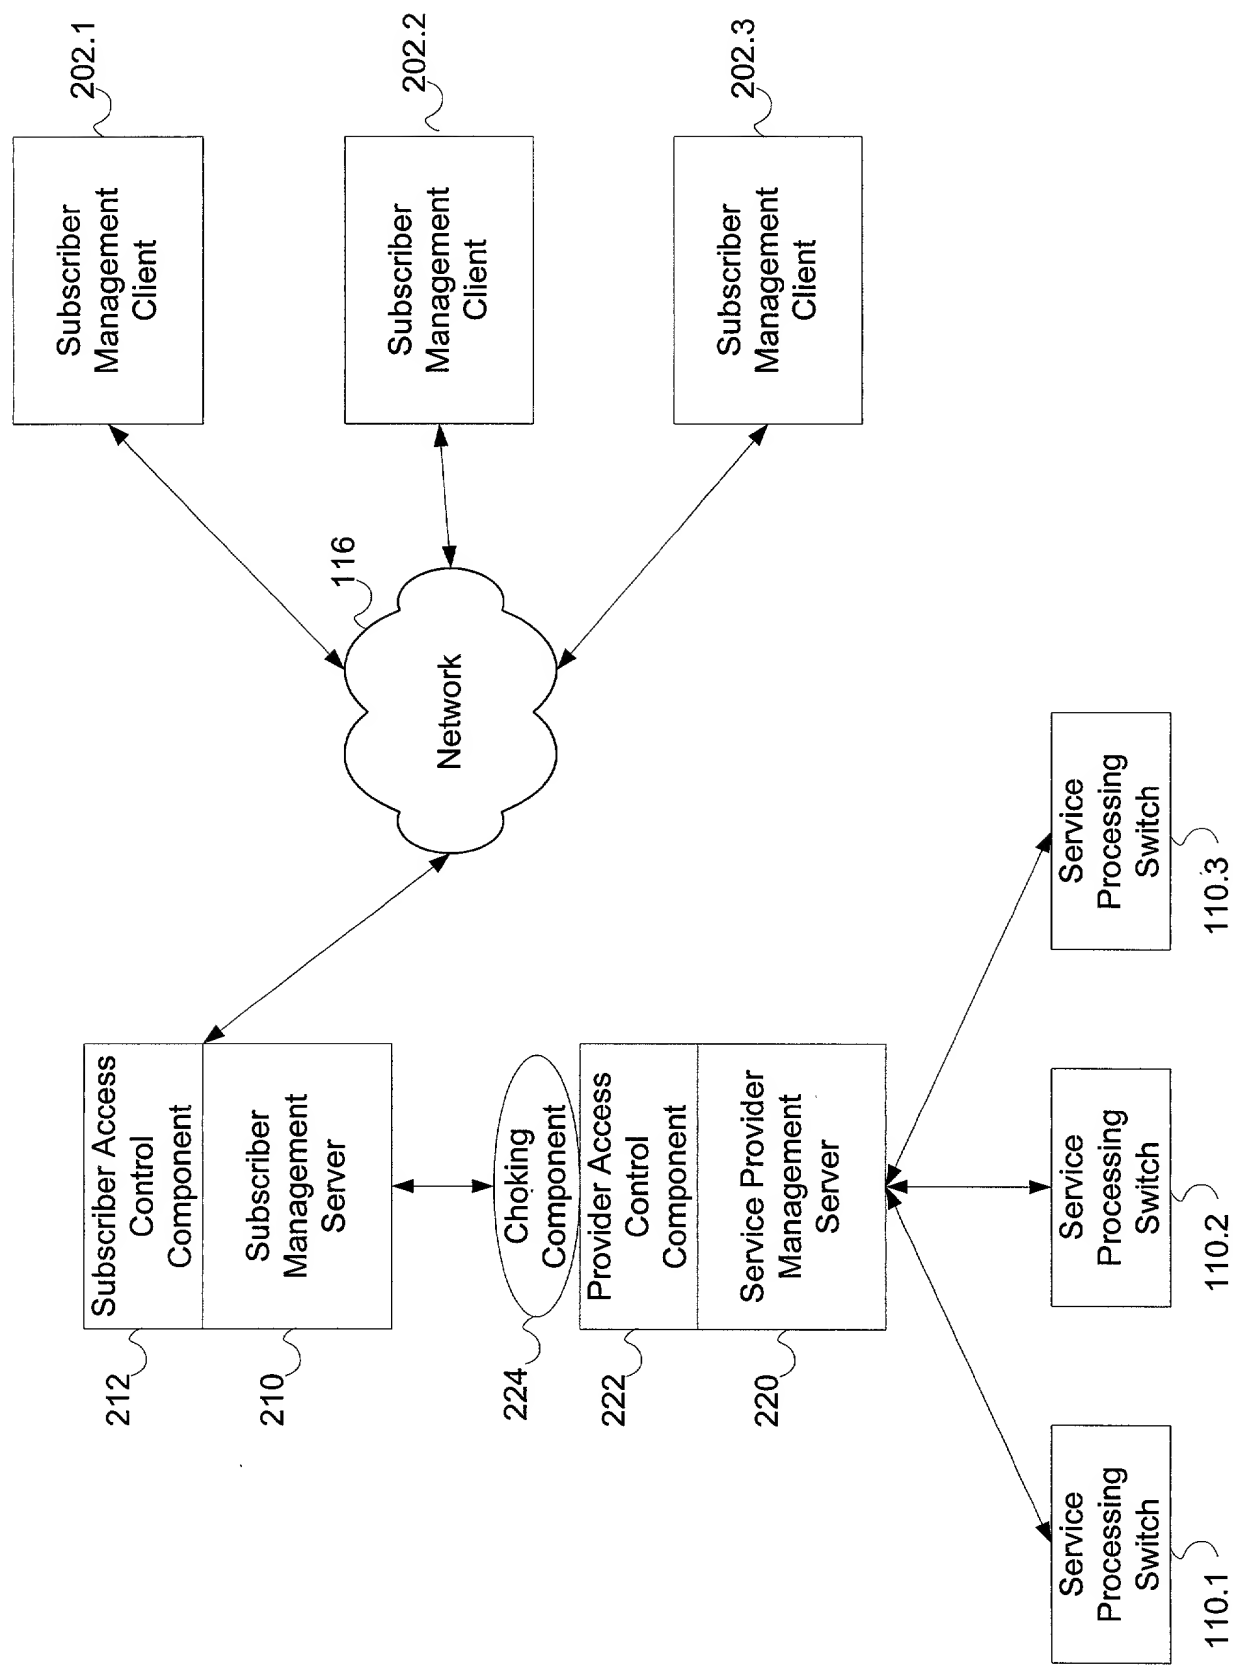 212
Subscriber Access
Control
Component
210
Subscriber
Management
Server
224
Choking
Component
222
Provider Access
Control
Component
220
Service Provider
Management
Server
116
Network
202.1
Subscriber
Management
Client
202.2
Subscriber
Management
Client
202.3
Subscriber
Management
Client
Service
Processing
Switch
110.1
Service
Processing
Switch
110.2
Service
Processing
Switch
110.3